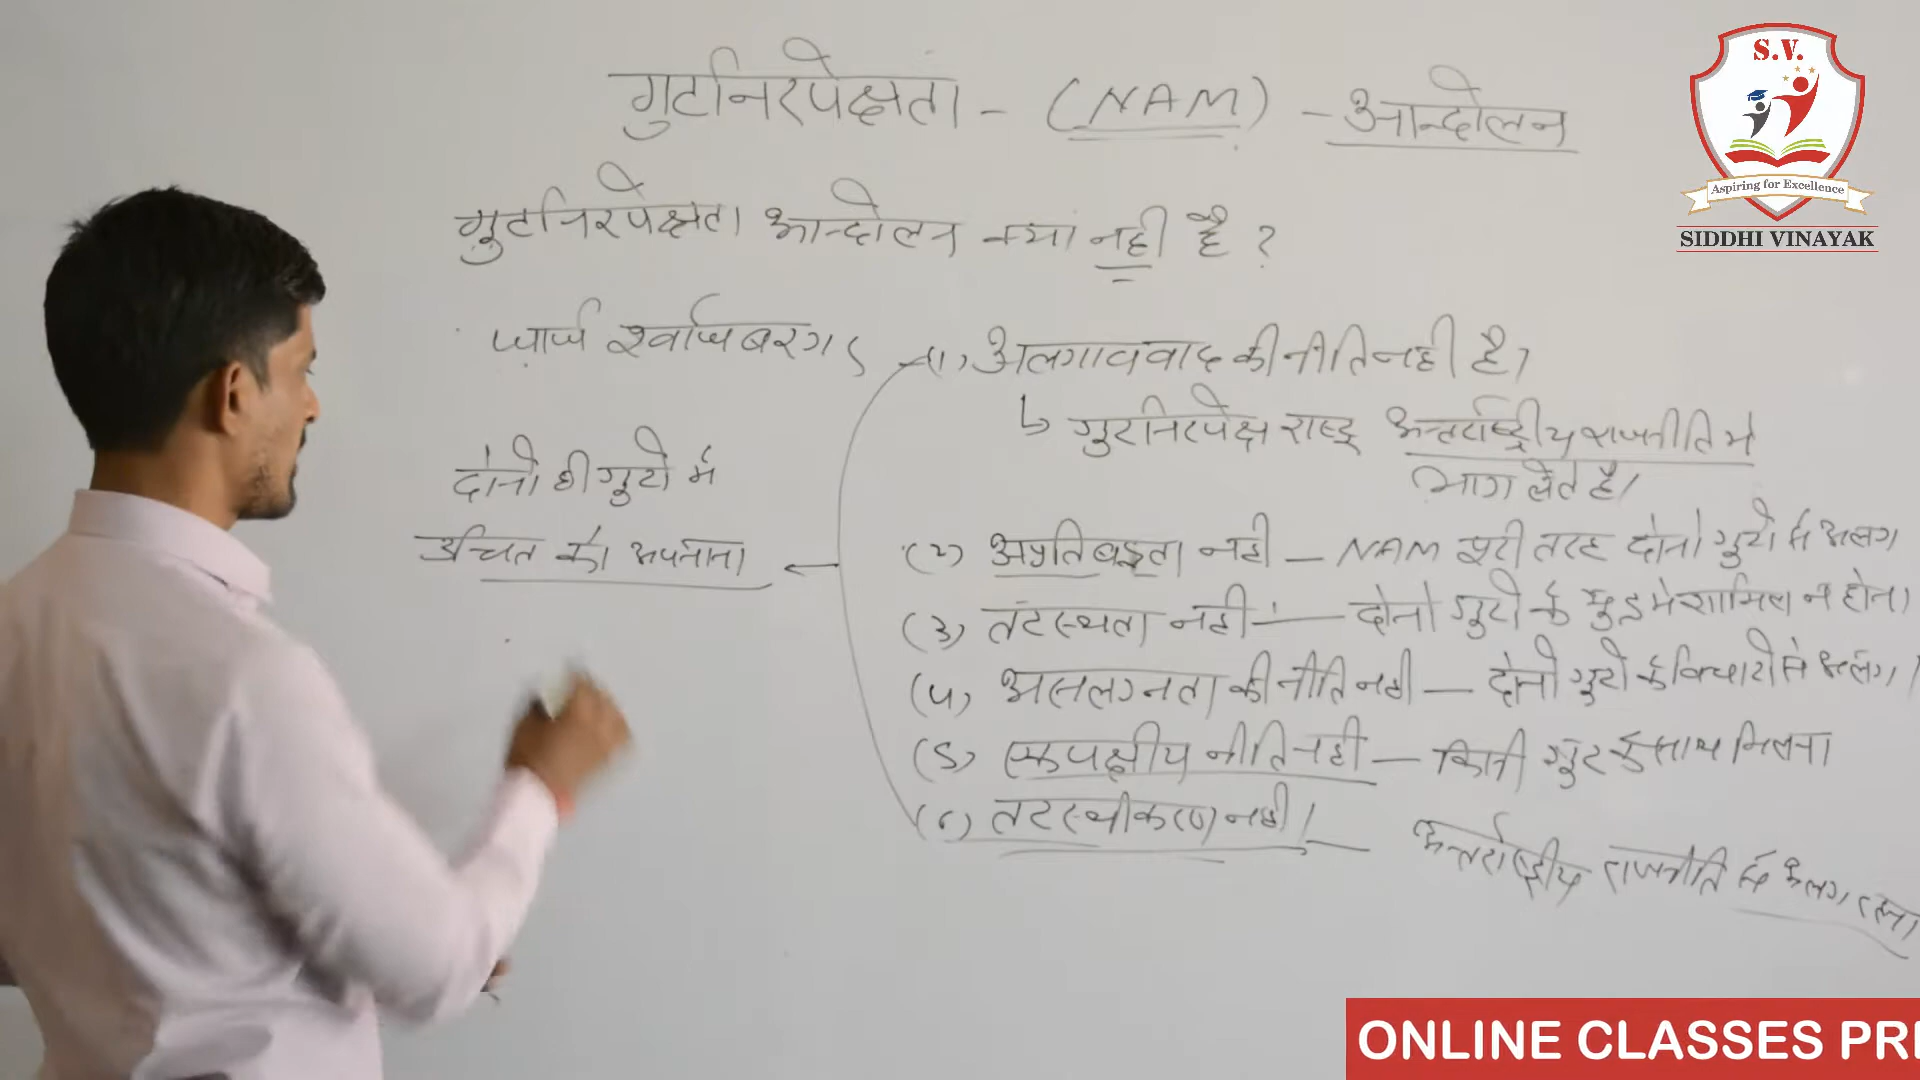 गुटनिरपेक्षता - (NAM) - आन्दोलन
गुटनिरपेक्षता आन्दोलन क्या नही है ?
जार्ज श्वार्जबरगर
(1) अलगाववाद की नीति नही है।
↳ गुटनिरपेक्ष राष्ट्र अन्तर्राष्ट्रीय राजनीति मे
भाग लेते है।
दोनो ही गुटो मे
उचित को अपनाना ←
(2) अप्रतिबद्धता नही - NAM पूरी तरह दोनो गुटो से अलग
(3) तटस्थता नही - दोनो गुटो के युद्ध मे शामिल न होना
(4) असंलग्नता की नीति नही - दोनो गुटो के विचारो से अलग।
(5) एकपक्षीय नीति नही - किसी गुट के साथ मिलना
(6) तटस्थीकरण नही। - अन्तर्राष्ट्रीय राजनीति से अलग रहना
S.V.
Aspiring for Excellence
SIDDHI VINAYAK
ONLINE CLASSES PRE